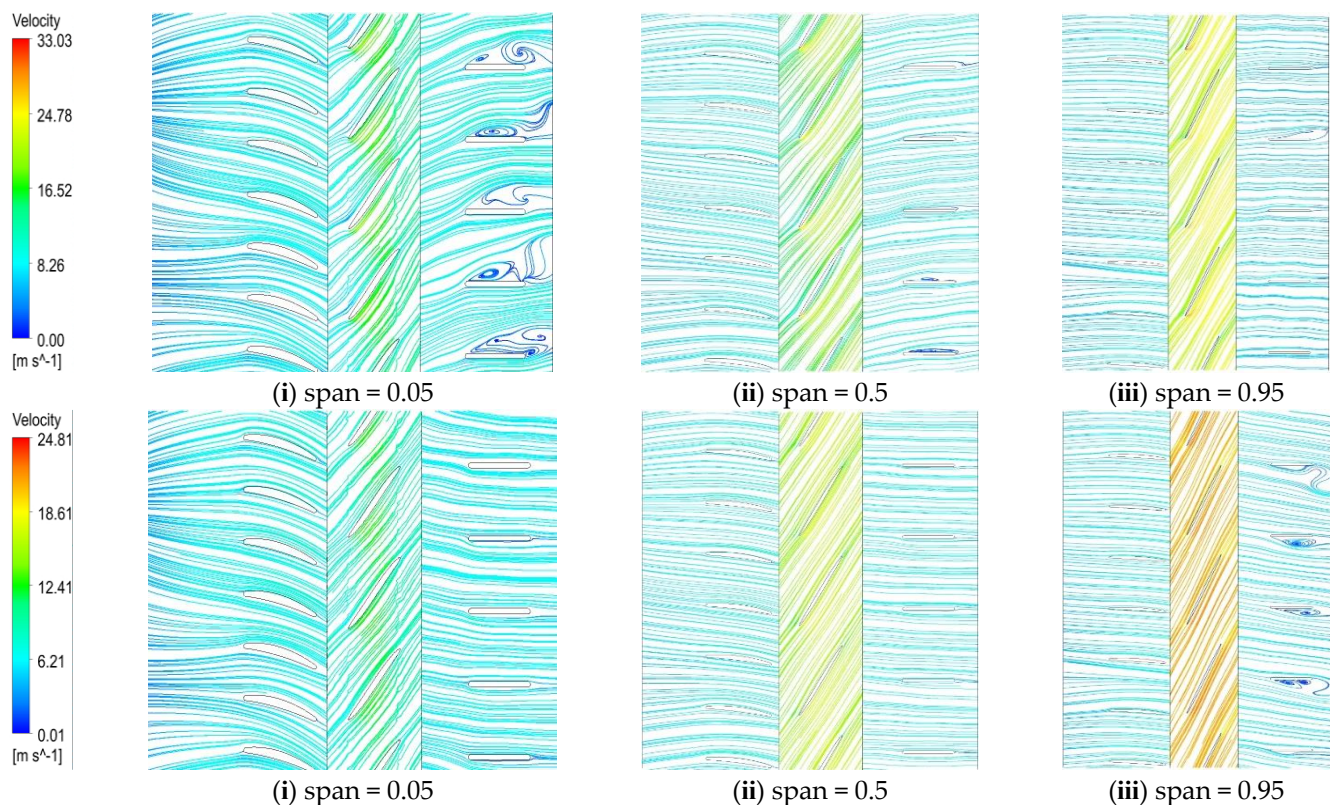 Velocity
33.03
24.78
16.52
8.26
0.00
[m s^-1]
(i) span = 0.05
(ii) span = 0.5
(iii) span = 0.95
Velocity
24.81
18.61
12.41
6.21
0.01
[m s^-1]
(i) span = 0.05
(ii) span = 0.5
(iii) span = 0.95